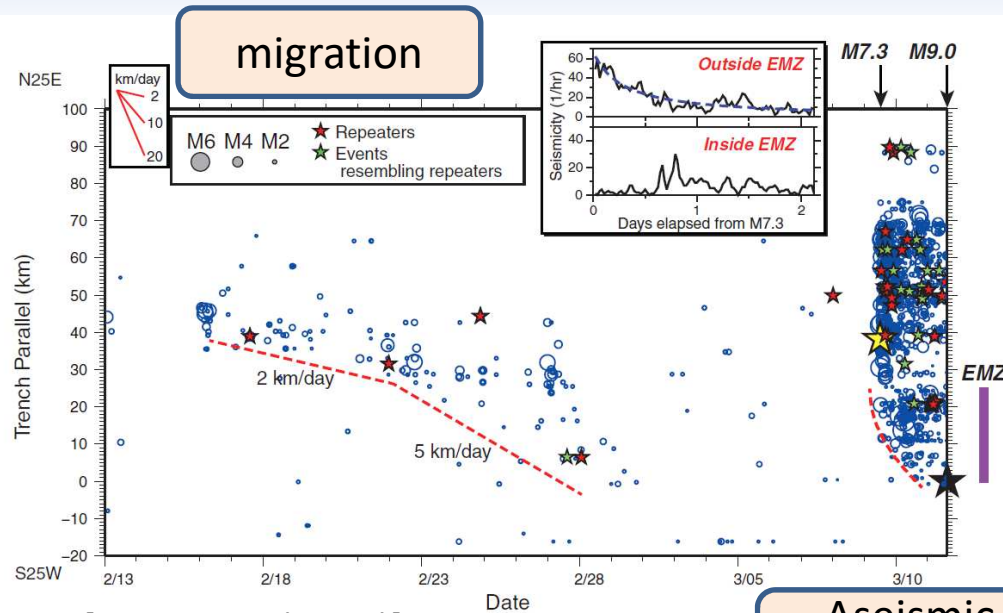 migration
M7.3 M9.0
N25E
km/day
2
10
20
M6 M4 M2
Repeaters
Events
resembling repeaters
Seismicity (1/hr)
60
40
20
0
Outside EMZ
40
20
0
Inside EMZ
0 1 2
Days elapsed from M7.3
Trench Parallel (km)
100
90
80
70
60
50
40
30
20
10
0
−10
−20
2 km/day
5 km/day
EMZ
S25W
2/13 2/18 2/23 2/28 3/05 3/10
Date
Aseismic